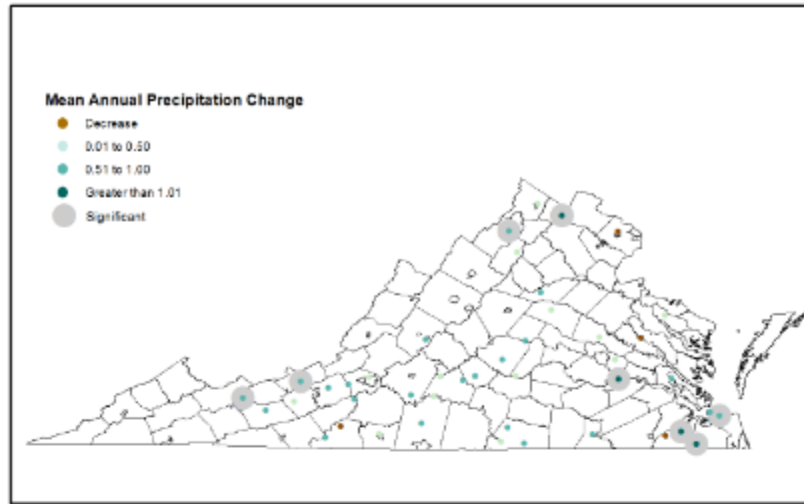 Mean Annual Precipitation Change
Decrease
0.01 to 0.50
0.51 to 1.00
Greater than 1.01
Significant